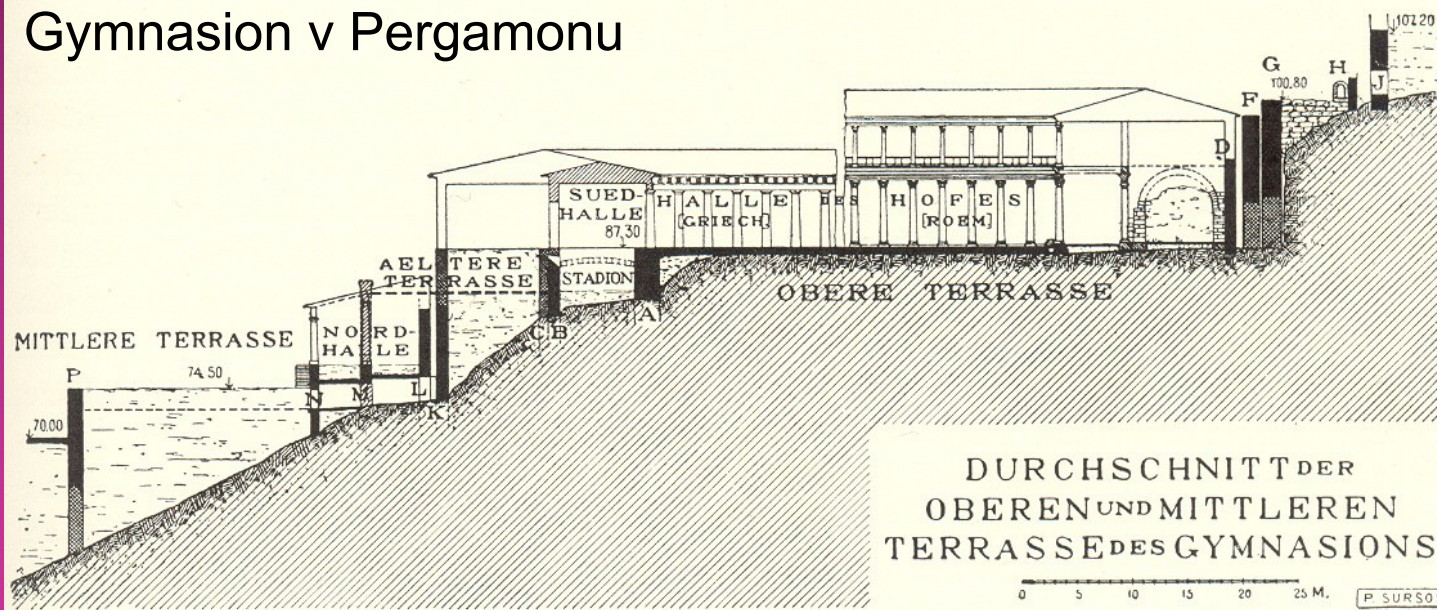 Gymnasion v Pergamonu
107.20
G
H
100.80
J
F
D
SUED-
HALLE
87.30
HALLE DES HOFES
[GRIECH.]
[ROEM]
AELTERE
TERRASSE
STADION
OBERE TERRASSE
A
C B
NORD-
HALLE
MITTLERE TERRASSE
P
74.50
N
M
L
K
70.00
DURCHSCHNITT DER
OBEREN UND MITTLEREN
TERRASSE DES GYMNASIONS
0 5 10 15 20 25 M.